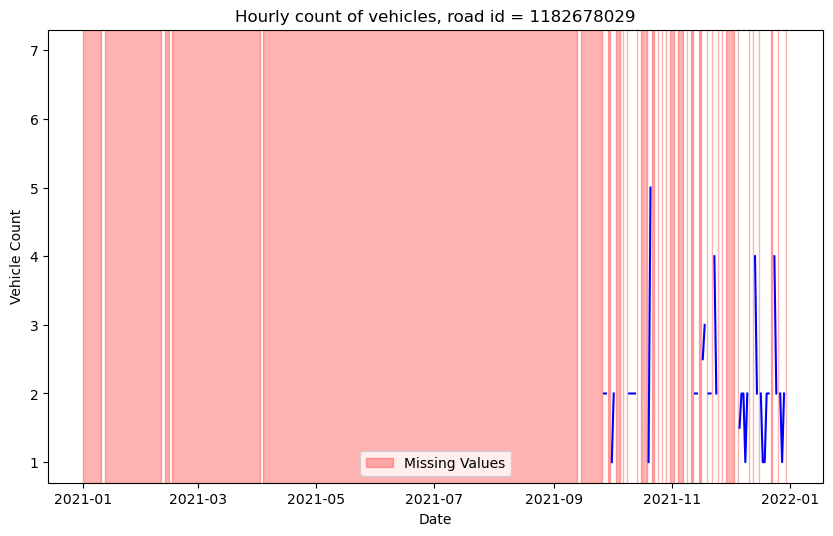 Hourly count of vehicles, road id = 1182678029
7
6
5
4
3
2
1
Vehicle Count
Missing Values
2021-01 2021-03 2021-05 2021-07 2021-09 2021-11 2022-01
Date